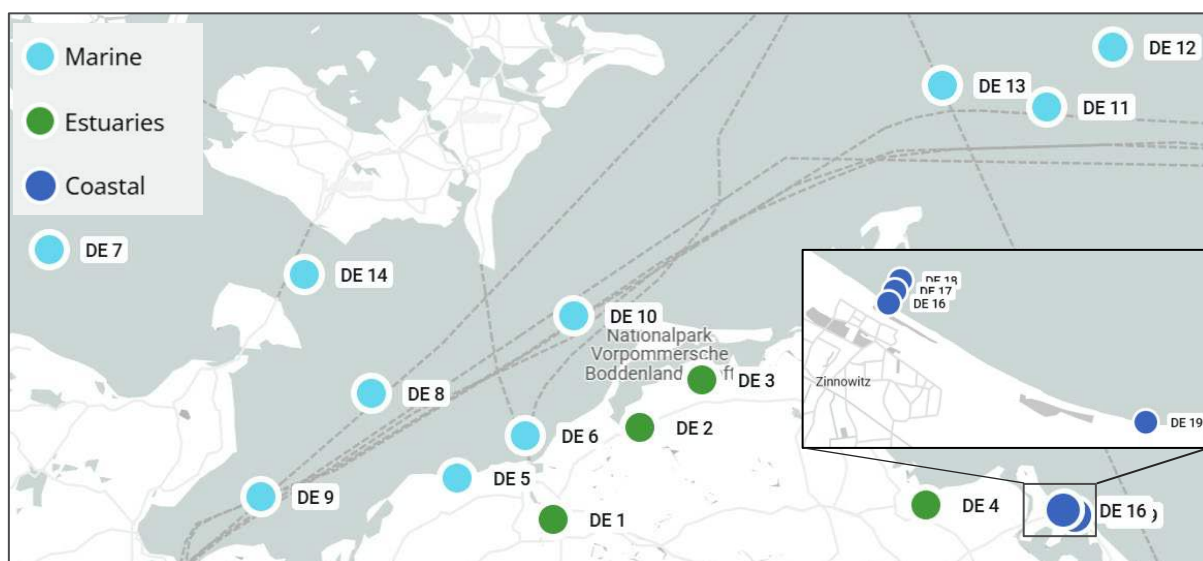 Marine
Estuaries
Coastal
DE 12
DE 13
DE 11
DE 7
DE 14
DE 10
Nationalpark
Vorpommersche
DE 3
DE 8
DE 2
DE 6
DE 5
DE 9
DE 1
DE 4
DE 16
DE 18
DE 17
DE 16
Zinnowitz
DE 19